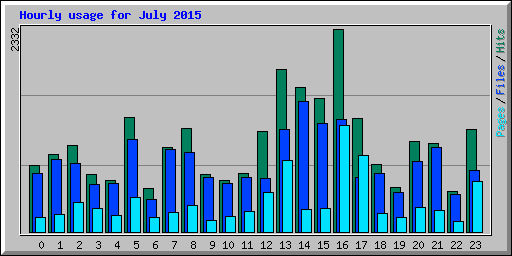 Hourly usage for July 2015
2332
Pages / Files / Hits
0 1 2 3 4 5 6 7 8 9 10 11 12 13 14 15 16 17 18 19 20 21 22 23